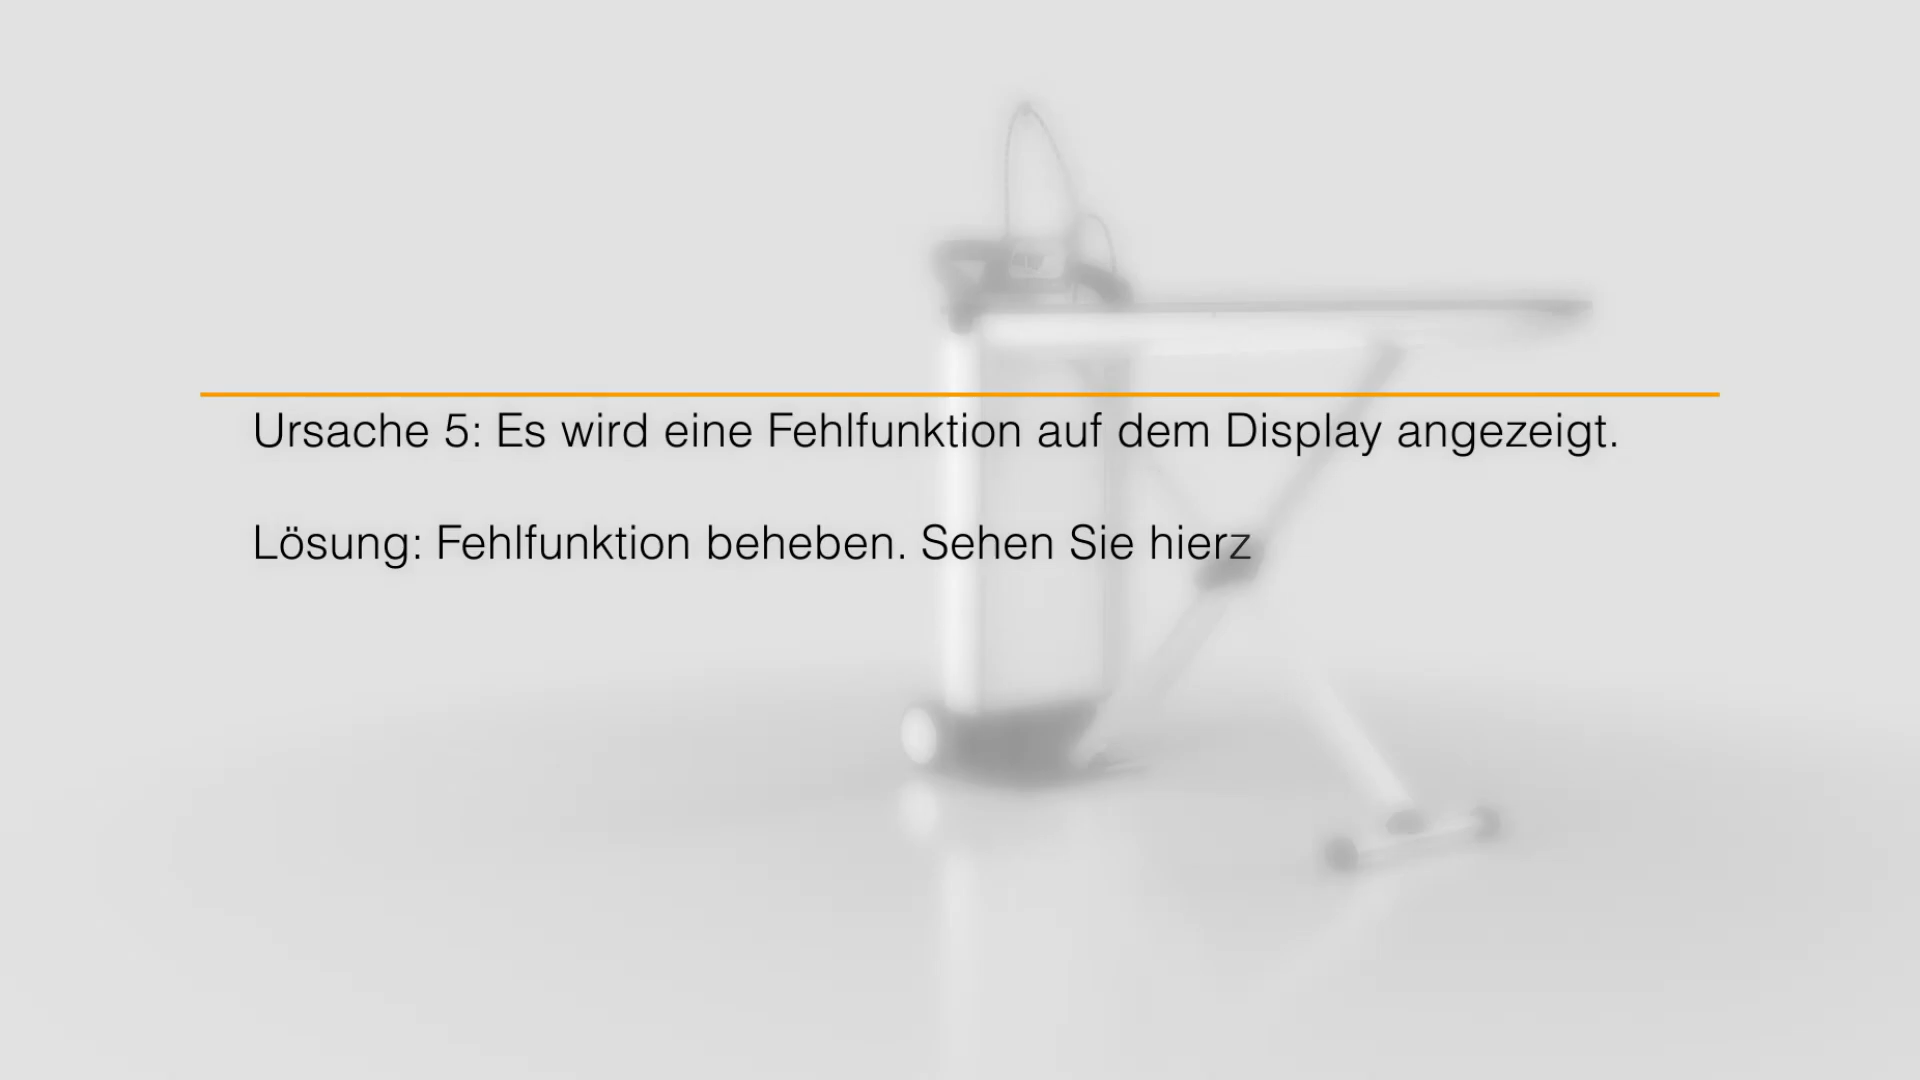 Ursache 5: Es wird eine Fehlfunktion auf dem Display angezeigt.
Lösung: Fehlfunktion beheben. Sehen Sie hierz